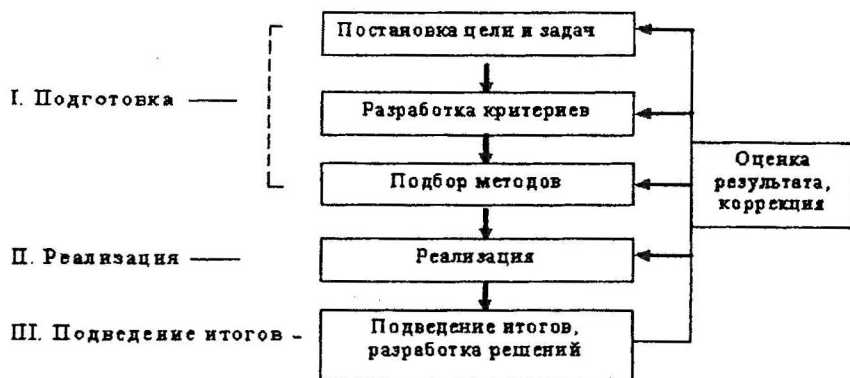 Постановка цели и задач
I. Подготовка
Разработка критериев
Подбор методов
Оценка
результата,
коррекция
II. Реализация
Реализация
III. Подведение итогов
Подведение итогов,
разработка решений